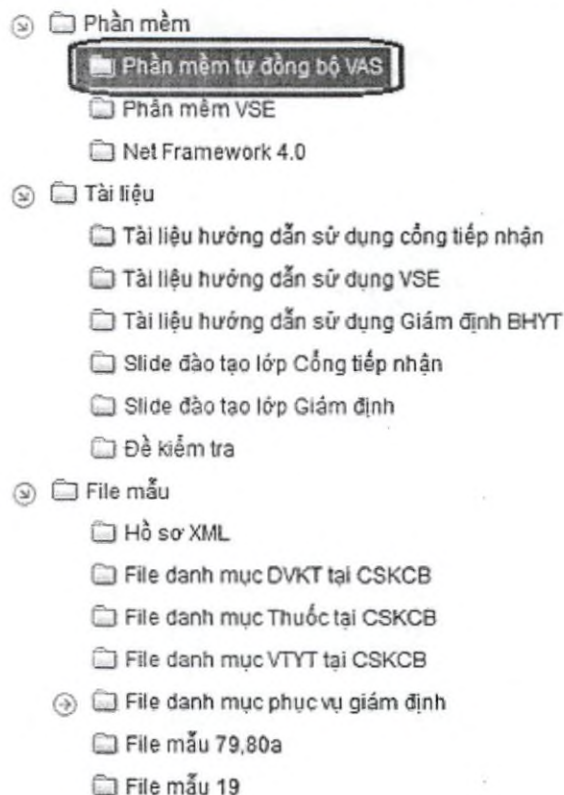 Phần mềm
Phần mềm tự đồng bộ VAS
Phần mềm VSE
Net Framework 4.0
Tài liệu
Tài liệu hướng dẫn sử dụng cổng tiếp nhận
Tài liệu hướng dẫn sử dụng VSE
Tài liệu hướng dẫn sử dụng Giám định BHYT
Slide đào tạo lớp Cổng tiếp nhận
Slide đào tạo lớp Giám định
Đề kiểm tra
File mẫu
Hồ sơ XML
File danh mục DVKT tại CSKCB
File danh mục Thuốc tại CSKCB
File danh mục VTYT tại CSKCB
File danh mục phục vụ giám định
File mẫu 79,80a
File mẫu 19